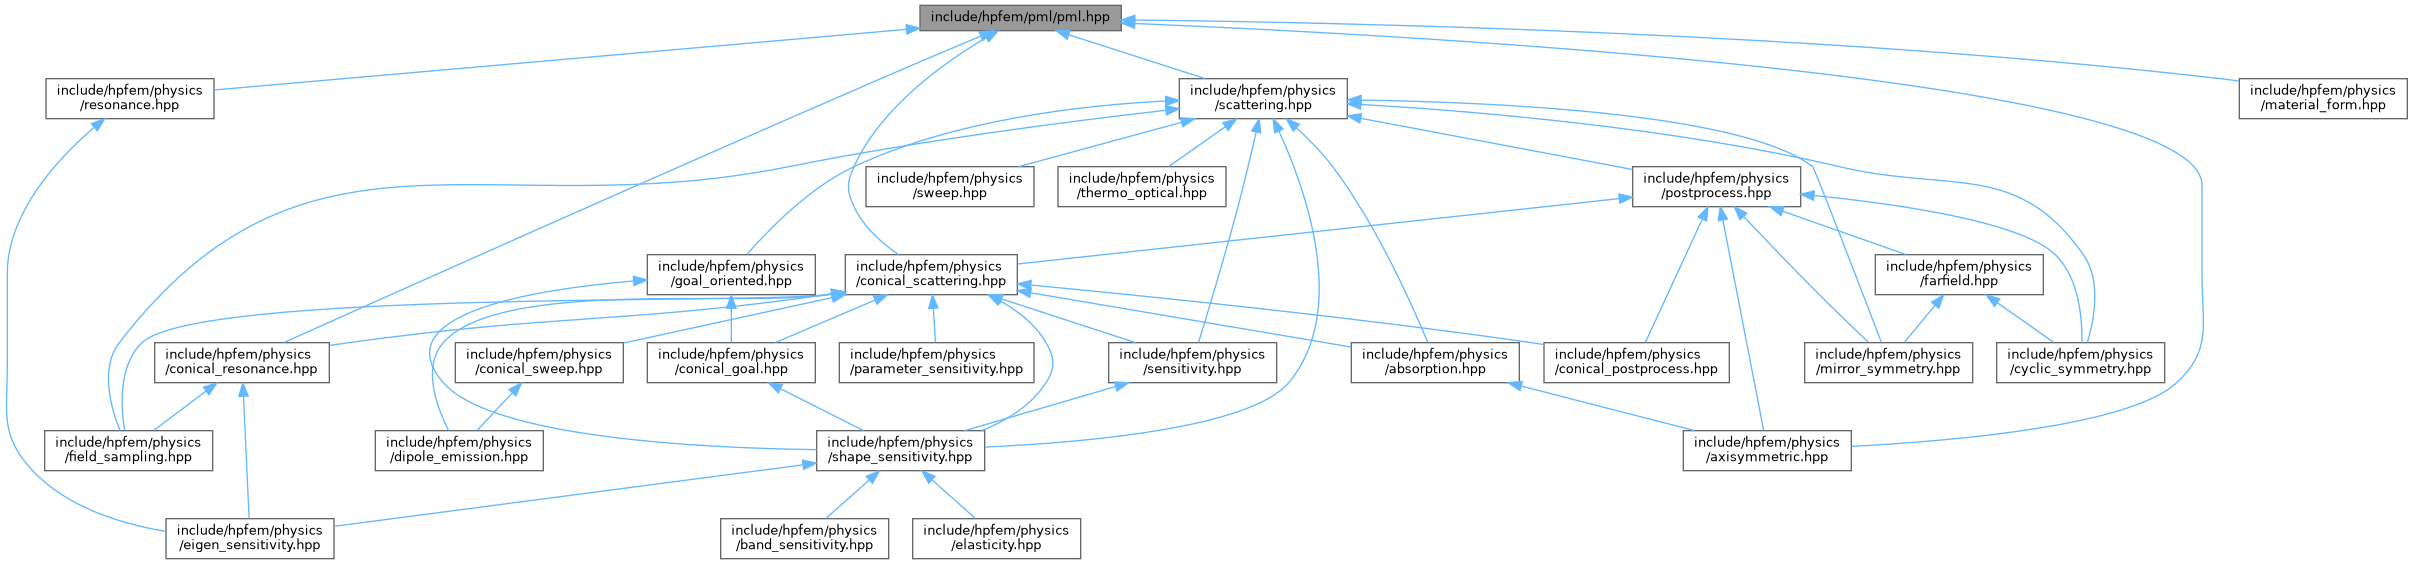 include/hpfem/pml/pml.hpp
include/hpfem/physics
/resonance.hpp
include/hpfem/physics
/scattering.hpp
include/hpfem/physics
/material_form.hpp
include/hpfem/physics
/sweep.hpp
include/hpfem/physics
/thermo_optical.hpp
include/hpfem/physics
/postprocess.hpp
include/hpfem/physics
/goal_oriented.hpp
include/hpfem/physics
/conical_scattering.hpp
include/hpfem/physics
/farfield.hpp
include/hpfem/physics
/conical_resonance.hpp
include/hpfem/physics
/conical_sweep.hpp
include/hpfem/physics
/conical_goal.hpp
include/hpfem/physics
/parameter_sensitivity.hpp
include/hpfem/physics
/sensitivity.hpp
include/hpfem/physics
/absorption.hpp
include/hpfem/physics
/conical_postprocess.hpp
include/hpfem/physics
/mirror_symmetry.hpp
include/hpfem/physics
/cyclic_symmetry.hpp
include/hpfem/physics
/field_sampling.hpp
include/hpfem/physics
/dipole_emission.hpp
include/hpfem/physics
/shape_sensitivity.hpp
include/hpfem/physics
/axisymmetric.hpp
include/hpfem/physics
/eigen_sensitivity.hpp
include/hpfem/physics
/band_sensitivity.hpp
include/hpfem/physics
/elasticity.hpp